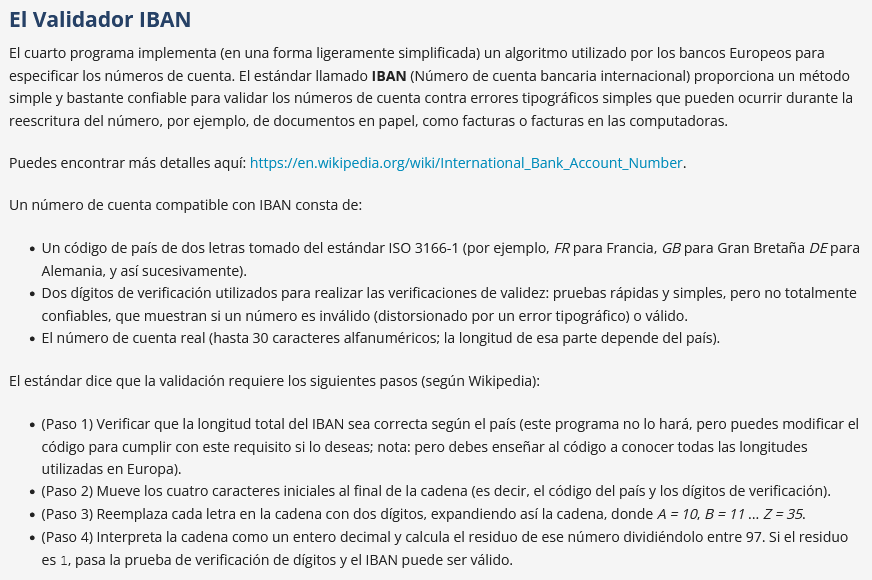 El Validador IBAN
El cuarto programa implementa (en una forma ligeramente simplificada) un algoritmo utilizado por los bancos Europeos para
especificar los números de cuenta. El estándar llamado IBAN (Número de cuenta bancaria internacional) proporciona un método
simple y bastante confiable para validar los números de cuenta contra errores tipográficos simples que pueden ocurrir durante la
reescritura del número, por ejemplo, de documentos en papel, como facturas o facturas en las computadoras.
Puedes encontrar más detalles aquí: https://en.wikipedia.org/wiki/International_Bank_Account_Number.
Un número de cuenta compatible con IBAN consta de:
• Un código de país de dos letras tomado del estándar ISO 3166-1 (por ejemplo, FR para Francia, GB para Gran Bretaña DE para
Alemania, y así sucesivamente).
• Dos dígitos de verificación utilizados para realizar las verificaciones de validez: pruebas rápidas y simples, pero no totalmente
confiables, que muestran si un número es inválido (distorsionado por un error tipográfico) o válido.
• El número de cuenta real (hasta 30 caracteres alfanuméricos; la longitud de esa parte depende del país).
El estándar dice que la validación requiere los siguientes pasos (según Wikipedia):
• (Paso 1) Verificar que la longitud total del IBAN sea correcta según el país (este programa no lo hará, pero puedes modificar el
código para cumplir con este requisito si lo deseas; nota: pero debes enseñar al código a conocer todas las longitudes
utilizadas en Europa).
• (Paso 2) Mueve los cuatro caracteres iniciales al final de la cadena (es decir, el código del país y los dígitos de verificación).
• (Paso 3) Reemplaza cada letra en la cadena con dos dígitos, expandiendo así la cadena, donde A = 10, B = 11 ... Z = 35.
• (Paso 4) Interpreta la cadena como un entero decimal y calcula el residuo de ese número dividiéndolo entre 97. Si el residuo
es 1, pasa la prueba de verificación de dígitos y el IBAN puede ser válido.